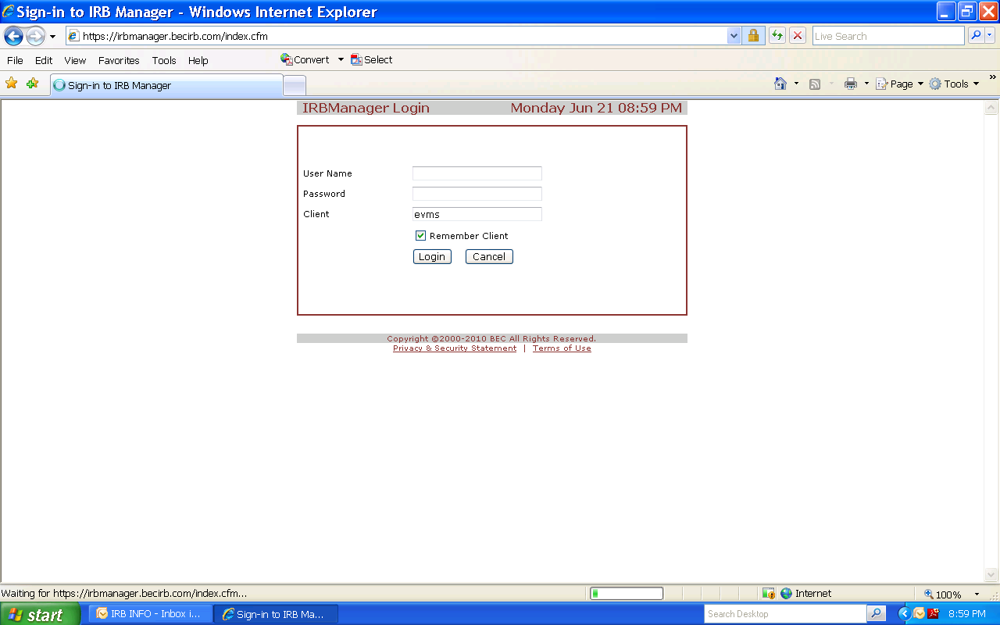 Sign-in to IRB Manager - Windows Internet Explorer
https://irbmanager.becirb.com/index.cfm
Live Search
File Edit View Favorites Tools Help
Convert Select
Sign-in to IRB Manager
Page Tools »
IRBManager Login Monday Jun 21 08:59 PM
User Name
Password
Client evms
Remember Client
Login Cancel
Copyright ©2000-2010 BEC All Rights Reserved.
Privacy & Security Statement | Terms of Use
Waiting for https://irbmanager.becirb.com/index.cfm... Internet 100%
start IRB INFO - Inbox i... Sign-in to IRB Ma... Search Desktop 8:59 PM